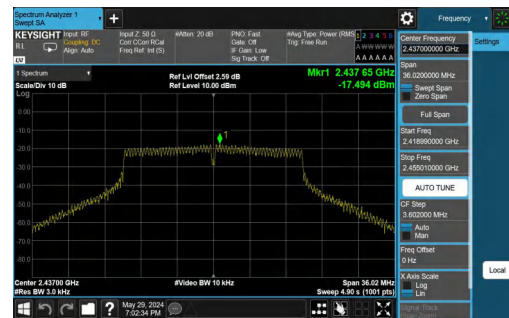 Spectrum Analyzer 1
Swept SA
Frequency
KEYSIGHT Input: RF
RL
Coupling: DC
Align: Auto
Input Z: 50 Ω
Corr CCorr RCal
Freq Ref: Int (S)
#Atten: 20 dB
PNO: Fast
Gate: Off
IF Gain: Low
Sig Track: Off
#Avg Type: Power (RMS
Trig: Free Run
1 2 3 4 5 6
A W W W W W
A A A A A A
1 Spectrum
Scale/Div 10 dB
Log
Ref Lvl Offset 2.59 dB
Ref Level 10.00 dBm
Mkr1 2.437 65 GHz
-17.494 dBm
1
0.00
-10.0
-20.0
-30.0
-40.0
-50.0
-60.0
-70.0
-80.0
Center 2.43700 GHz
#Res BW 3.0 kHz
#Video BW 10 kHz
Span 36.02 MHz
Sweep 4.90 s (1001 pts)
May 29, 2024
7:02:34 PM
Center Frequency
2.437000000 GHz
Settings
Span
36.0200000 MHz
Swept Span
Zero Span
Full Span
Start Freq
2.418990000 GHz
Stop Freq
2.455010000 GHz
AUTO TUNE
CF Step
3.602000 MHz
Auto
Man
Freq Offset
0 Hz
X Axis Scale
Log
Lin
Local
Signal Track